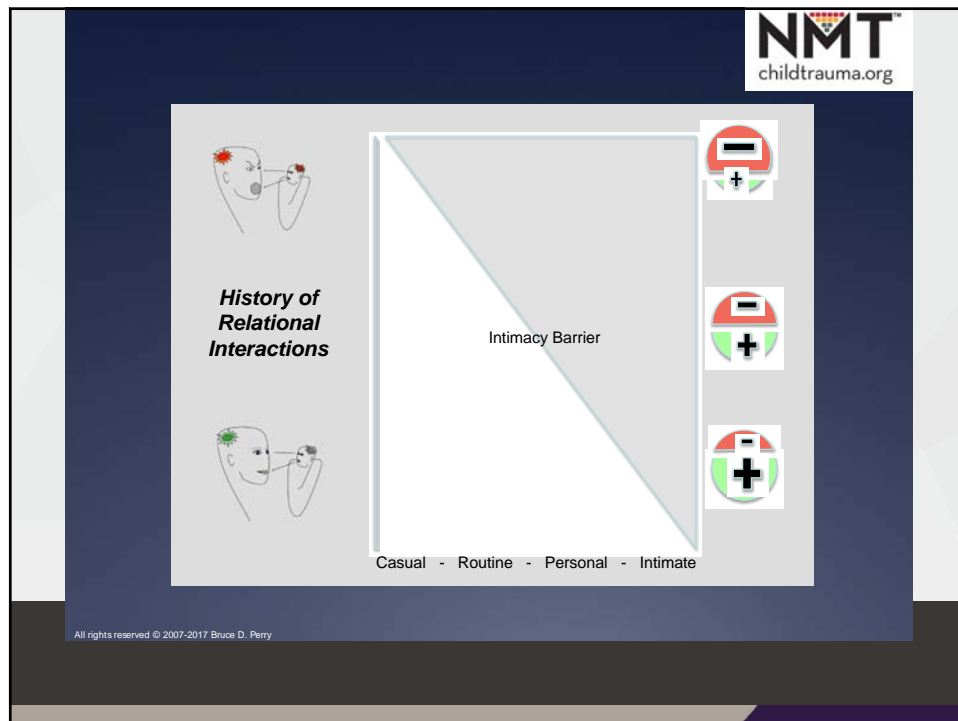 NMT™
childtrauma.org
History of
Relational
Interactions
Intimacy Barrier
Casual - Routine - Personal - Intimate
All rights reserved © 2007-2017 Bruce D. Perry